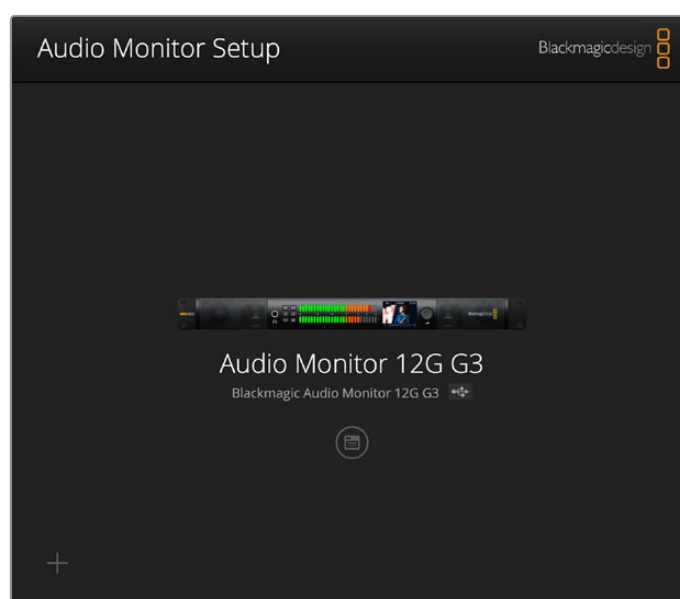 Audio Monitor Setup
Blackmagicdesign
Audio Monitor 12G G3
Blackmagic Audio Monitor 12G G3